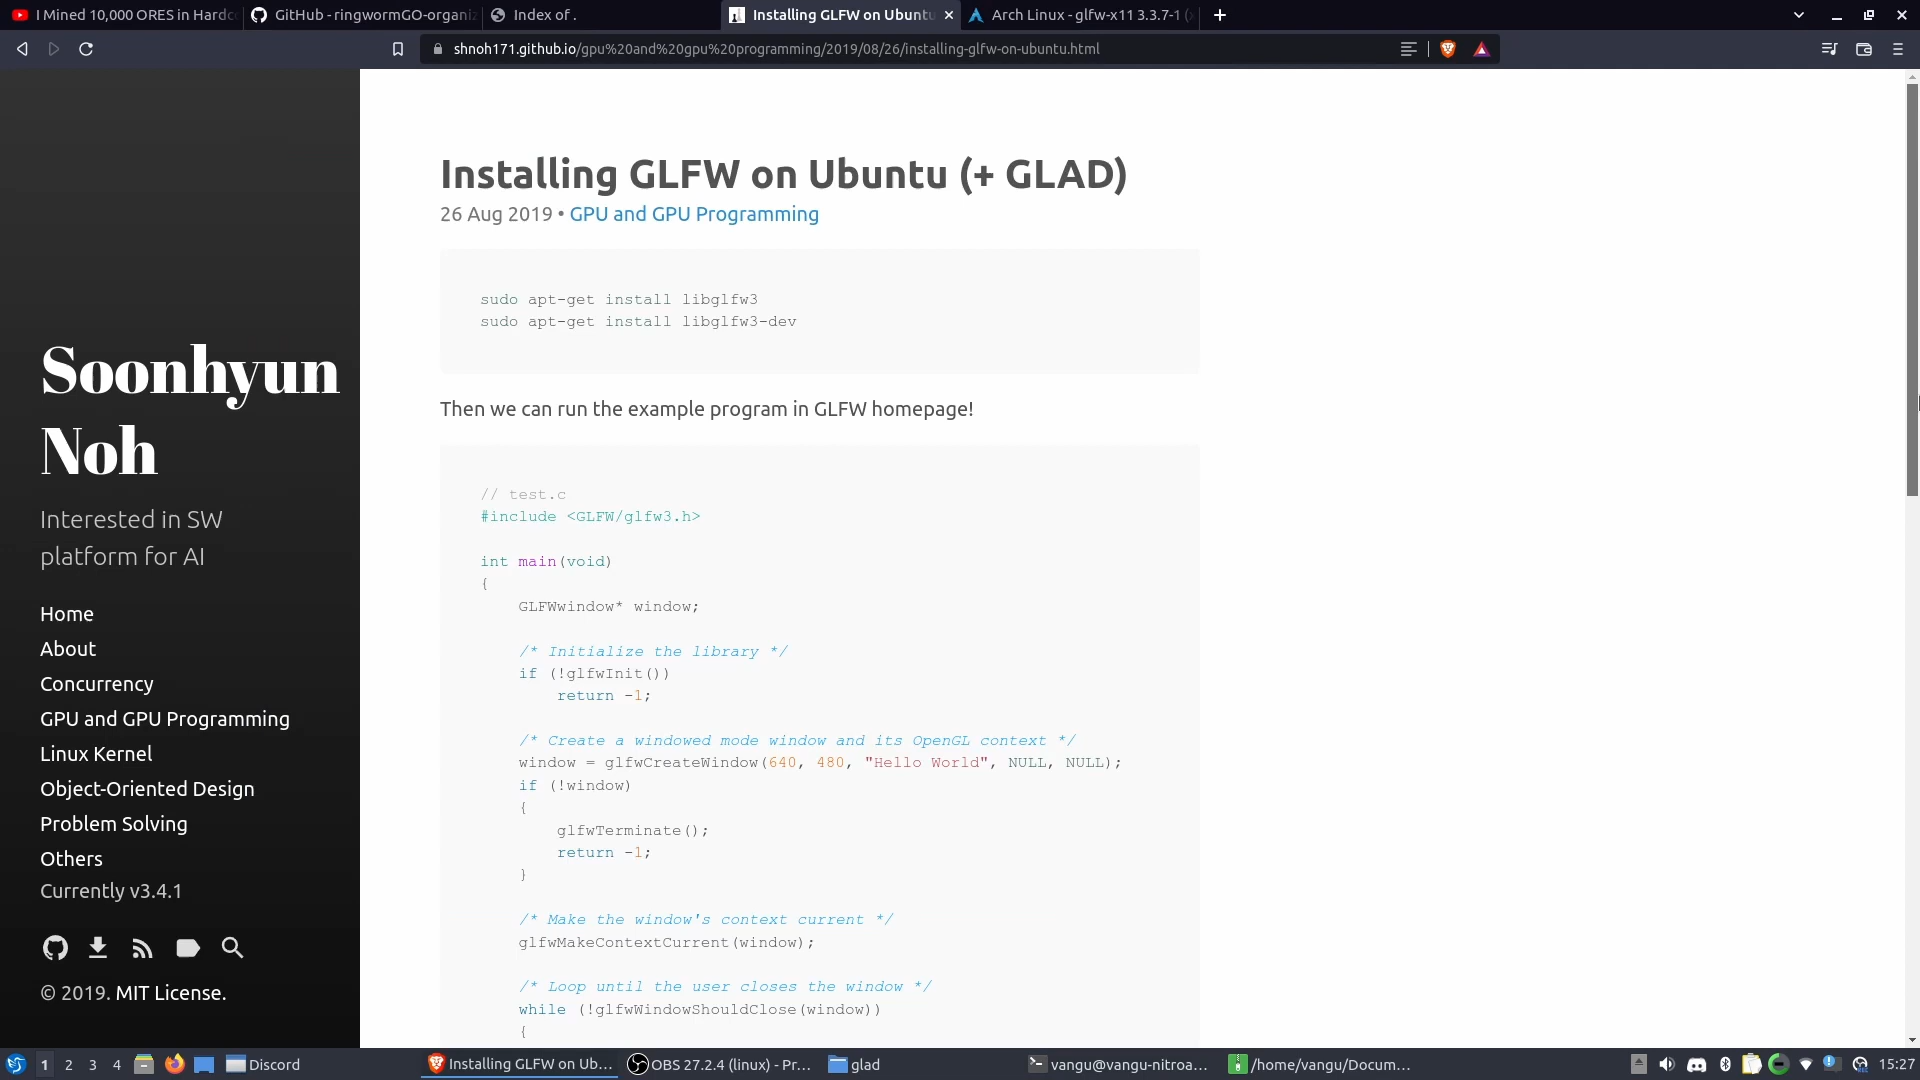 I Mined 10,000 ORES in Hardc
GitHub - ringwormGO-organiz
Index of .
Installing GLFW on Ubuntu
Arch Linux - glfw-x11 3.3.7-1 (
shnoh171.github.io/gpu%20and%20gpu%20programming/2019/08/26/installing-glfw-on-ubuntu.html
Soonhyun
Noh
Interested in SW
platform for AI
Home
About
Concurrency
GPU and GPU Programming
Linux Kernel
Object-Oriented Design
Problem Solving
Others
Currently v3.4.1
© 2019. MIT License.
Installing GLFW on Ubuntu (+ GLAD)
26 Aug 2019 • GPU and GPU Programming
sudo apt-get install libglfw3
sudo apt-get install libglfw3-dev
Then we can run the example program in GLFW homepage!
// test.c
#include <GLFW/glfw3.h>
int main(void)
{
GLFWwindow* window;
/* Initialize the library */
if (!glfwInit())
return -1;
/* Create a windowed mode window and its OpenGL context */
window = glfwCreateWindow(640, 480, "Hello World", NULL, NULL);
if (!window)
{
glfwTerminate();
return -1;
}
/* Make the window's context current */
glfwMakeContextCurrent(window);
/* Loop until the user closes the window */
while (!glfwWindowShouldClose(window))
{
1 2 3 4
Discord
Installing GLFW on Ub...
OBS 27.2.4 (linux) - Pr...
glad
vangu@vangu-nitroa...
/home/vangu/Docum...
15:27